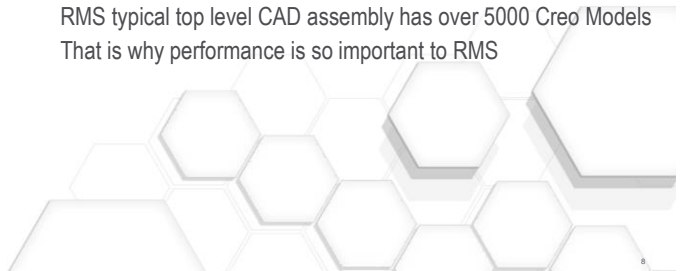 RMS typical top level CAD assembly has over 5000 Creo Models
That is why performance is so important to RMS
8